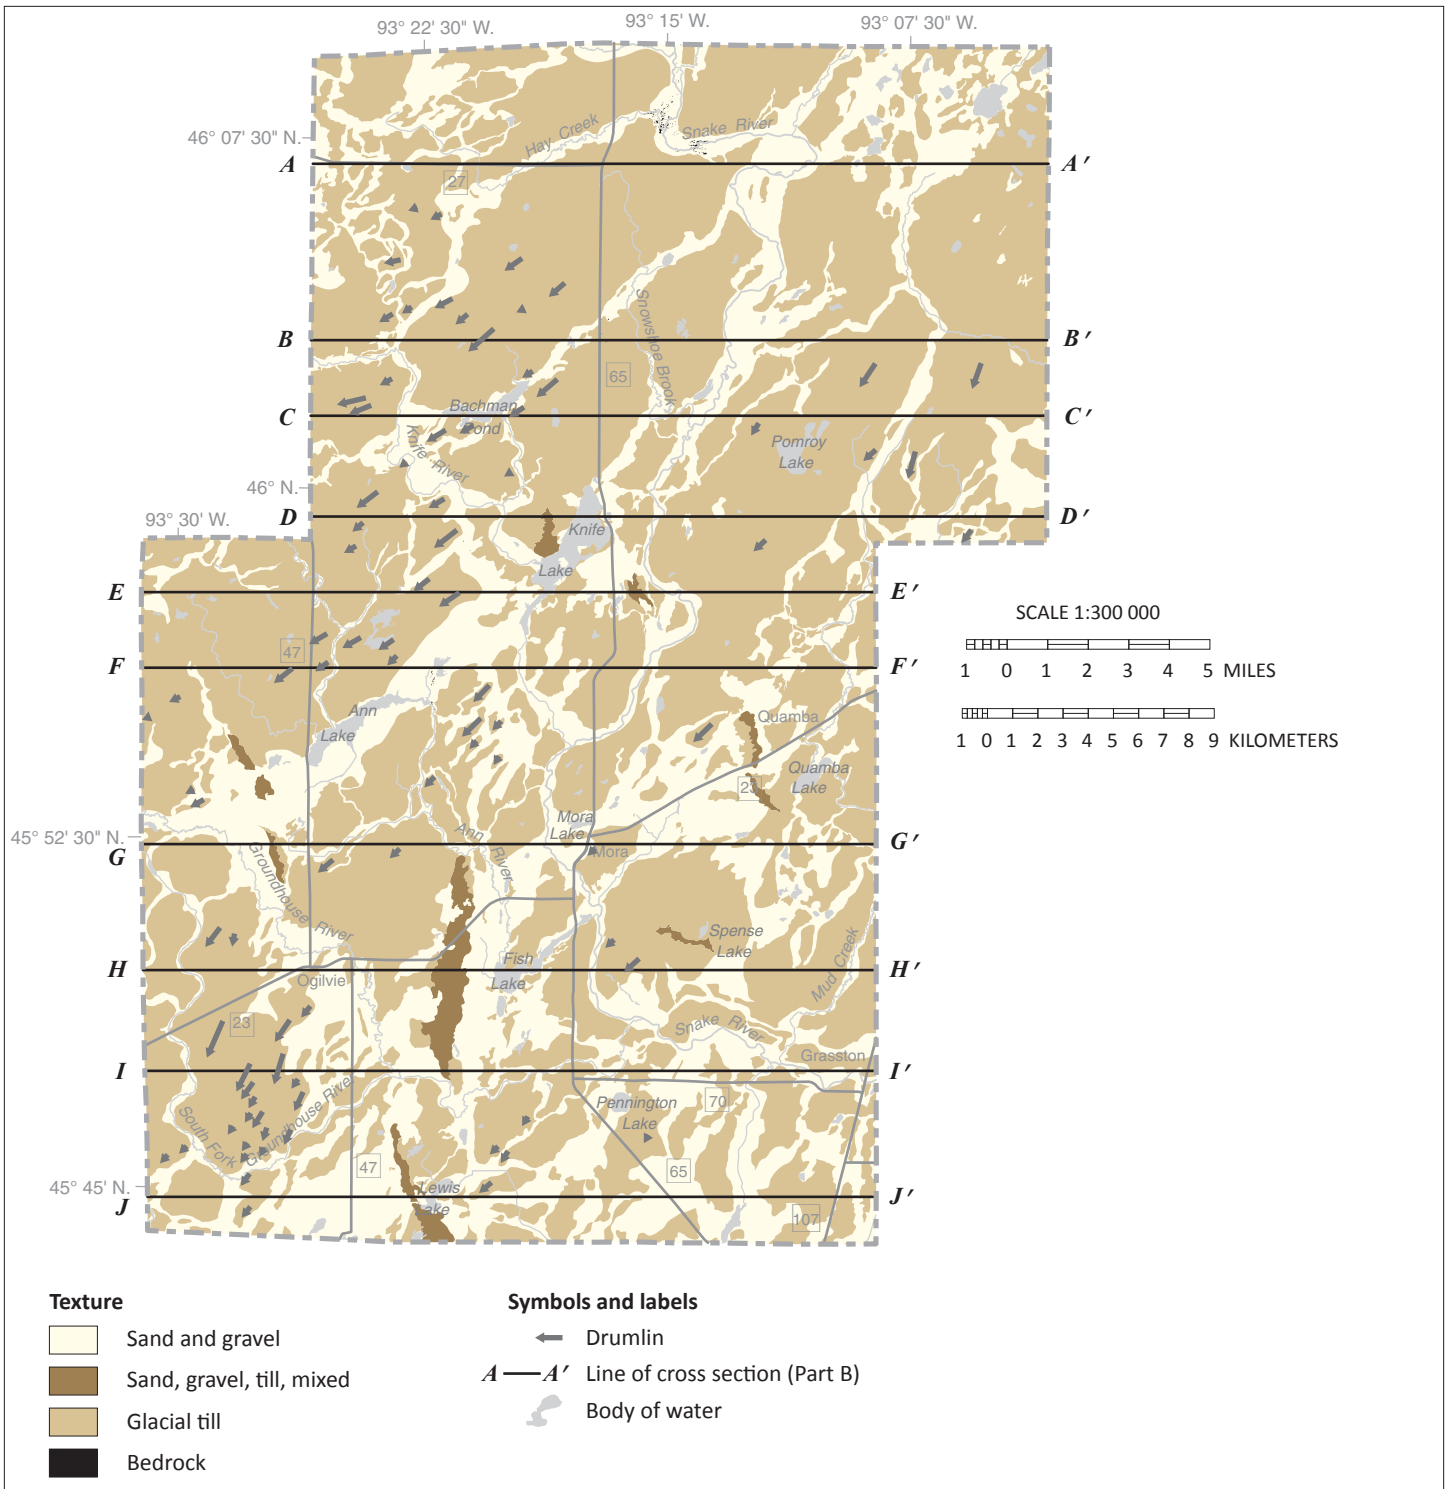 93° 22' 30" W.
93° 15' W.
93° 07' 30" W.
46° 07' 30" N.
Hay Creek
Snake River
A
A'
27
Snowshoe Brook
B
B'
65
Bachman
Pond
C
C'
Knife River
Pomroy
Lake
46° N.
93° 30' W.
D
D'
Knife
Lake
E
E'
SCALE 1:300 000
1 0 1 2 3 4 5 MILES
1 0 1 2 3 4 5 6 7 8 9 KILOMETERS
47
F
F'
Ann
Lake
Quamba
Quamba
Lake
23
Mora
Lake
45° 52' 30" N.
G
G'
Ann River
Mora
Groundhouse River
Spense
Lake
Fish
Lake
H
H'
Ogilvie
Mud Creek
23
Snake River
Grasston
I
I'
Pennington
Lake
70
South Fork
Groundhouse River
47
65
45° 45' N.
Lewis
Lake
J
J'
107
Texture
Sand and gravel
Sand, gravel, till, mixed
Glacial till
Bedrock
Symbols and labels
Drumlin
A A' Line of cross section (Part B)
Body of water